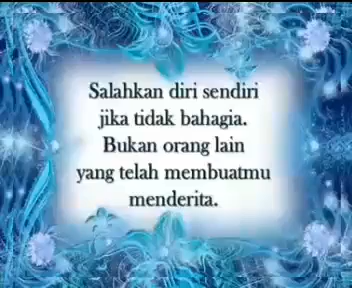 Salahkan diri sendiri
jika tidak bahagia.
Bukan orang lain
yang telah membuatmu
menderita.